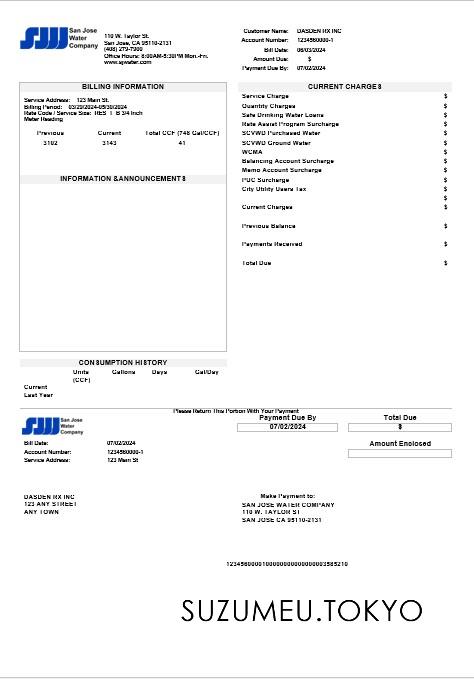 San Jose
Water
Company
110 W. Taylor St.
San Jose, CA 95110-2131
(408) 279-7900
Office Hours: 8:00AM-5:30PM Mon.-Fri.
www.sjwater.com
Customer Name: DASDEN RX INC
Account Number: 1234560000-1
Bill Date: 06/03/2024
Amount Due: $
Payment Due By: 07/02/2024
BILLING INFORMATION
Service Address: 123 Main St.
Billing Period: 03/29/2024-05/30/2024
Rate Code / Service Size: RES 1 B 3/4 Inch
Meter Reading
Previous Current Total CCF (748 Gal/CCF)
3102 3143 41
INFORMATION & ANNOUNCEMENTS
CURRENT CHARGES
Service Charge $
Quantity Charges $
Safe Drinking Water Loans $
Rate Assist Program Surcharge $
SCVWD Purchased Water $
SCVWD Ground Water $
WCMA $
Balancing Account Surcharge $
Memo Account Surcharge $
PUC Surcharge $
City Utility Users Tax $
$
Current Charges $
Previous Balance $
Payments Received $
Total Due $
CONSUMPTION HISTORY
Units Gallons Days Gal/Day
(CCF)
Current
Last Year
Please Return This Portion With Your Payment
San Jose
Water
Company
Payment Due By Total Due
07/02/2024 $
Amount Enclosed
Bill Date: 07/02/2024
Account Number: 1234560000-1
Service Address: 123 Main St
DASDEN RX INC
123 ANY STREET
ANY TOWN
Make Payment to:
SAN JOSE WATER COMPANY
110 W. TAYLOR ST
SAN JOSE CA 95110-2131
SUZUMEU.TOKYO